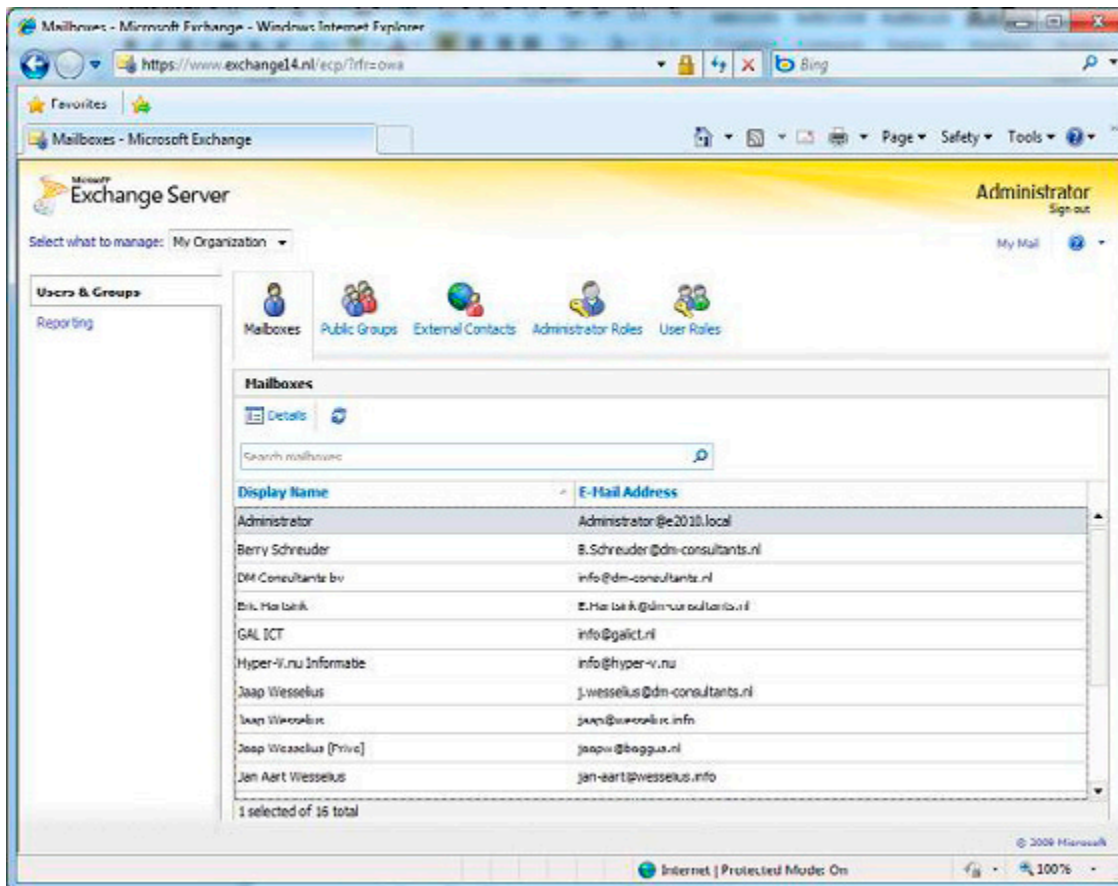 Mailboxes - Microsoft Exchange - Windows Internet Explorer
https://www.exchange14.nl/ecp/?rfr=owa
Bing
Favorites
Mailboxes - Microsoft Exchange
Page Safety Tools
Microsoft
Exchange Server
Administrator
Sign out
Select what to manage: My Organization
My Mail
Users & Groups
Reporting
Mailboxes Public Groups External Contacts Administrator Roles User Roles
Mailboxes
Details
Search mailboxes
Display Name E-Mail Address
Administrator Administrator@e2010.local
Berry Schreuder B.Schreuder@dm-consultants.nl
DM Consultants bv info@dm-consultants.nl
Eric
GAL ICT info@galict.nl
Hyper-V.nu Informatie info@hyper-v.nu
Jaap Wesselius j.wesselius@dm-consultants.nl
Jaap Wesselius jaap@wesselius.info
Jaap Wesselius [Prive]
Jan Aart Wesselius jan-aart@wesselius.info
1 selected of 16 total
© 2009 Microsoft
Internet | Protected Mode: On
100%